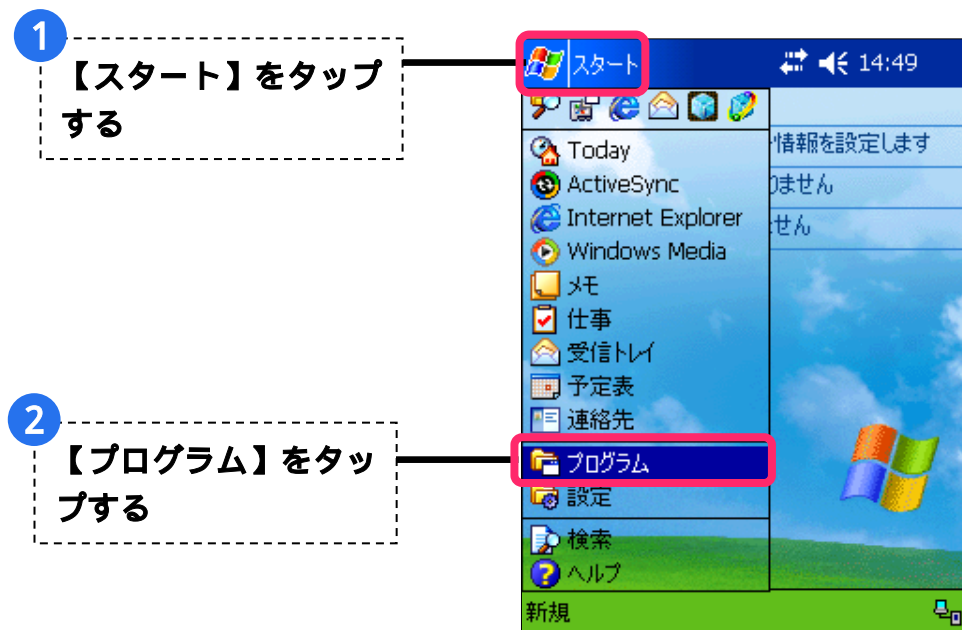 1
【スタート】をタップ
する
スタート
14:49
情報を設定します
Today
ません
ActiveSync
Internet Explorer
せん
Windows Media
メモ
仕事
受信トレイ
予定表
連絡先
2
【プログラム】をタッ
プする
プログラム
設定
検索
ヘルプ
新規